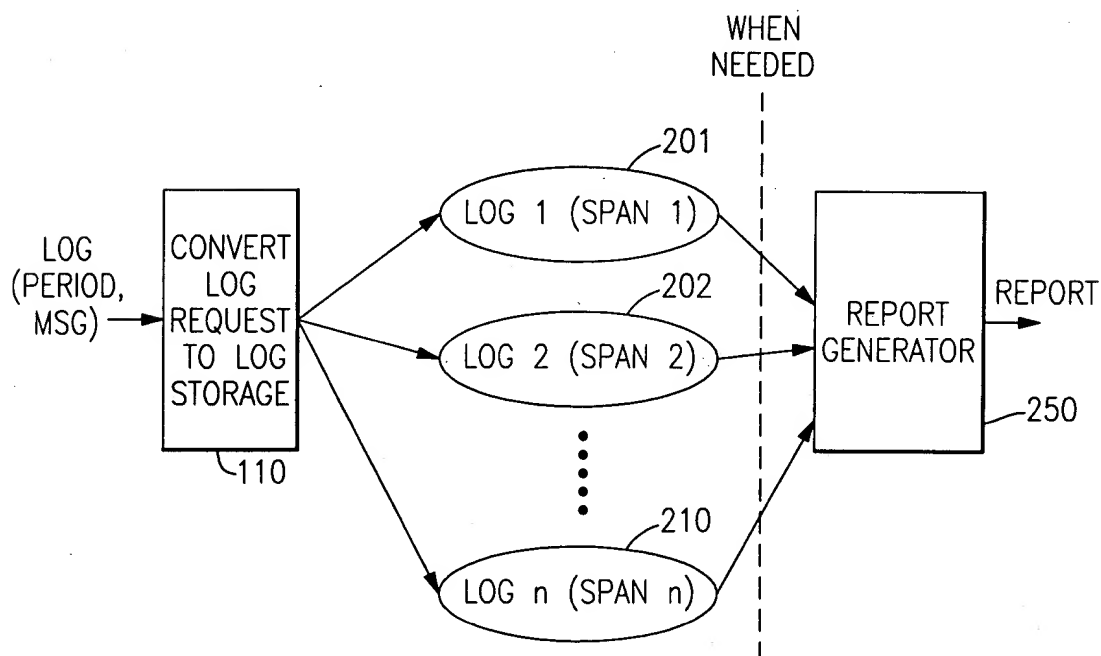 WHEN
NEEDED
201
LOG 1 (SPAN 1)
LOG
(PERIOD,
MSG)
CONVERT
LOG
REQUEST
TO LOG
STORAGE
110
202
LOG 2 (SPAN 2)
210
LOG n (SPAN n)
REPORT
GENERATOR
250
REPORT